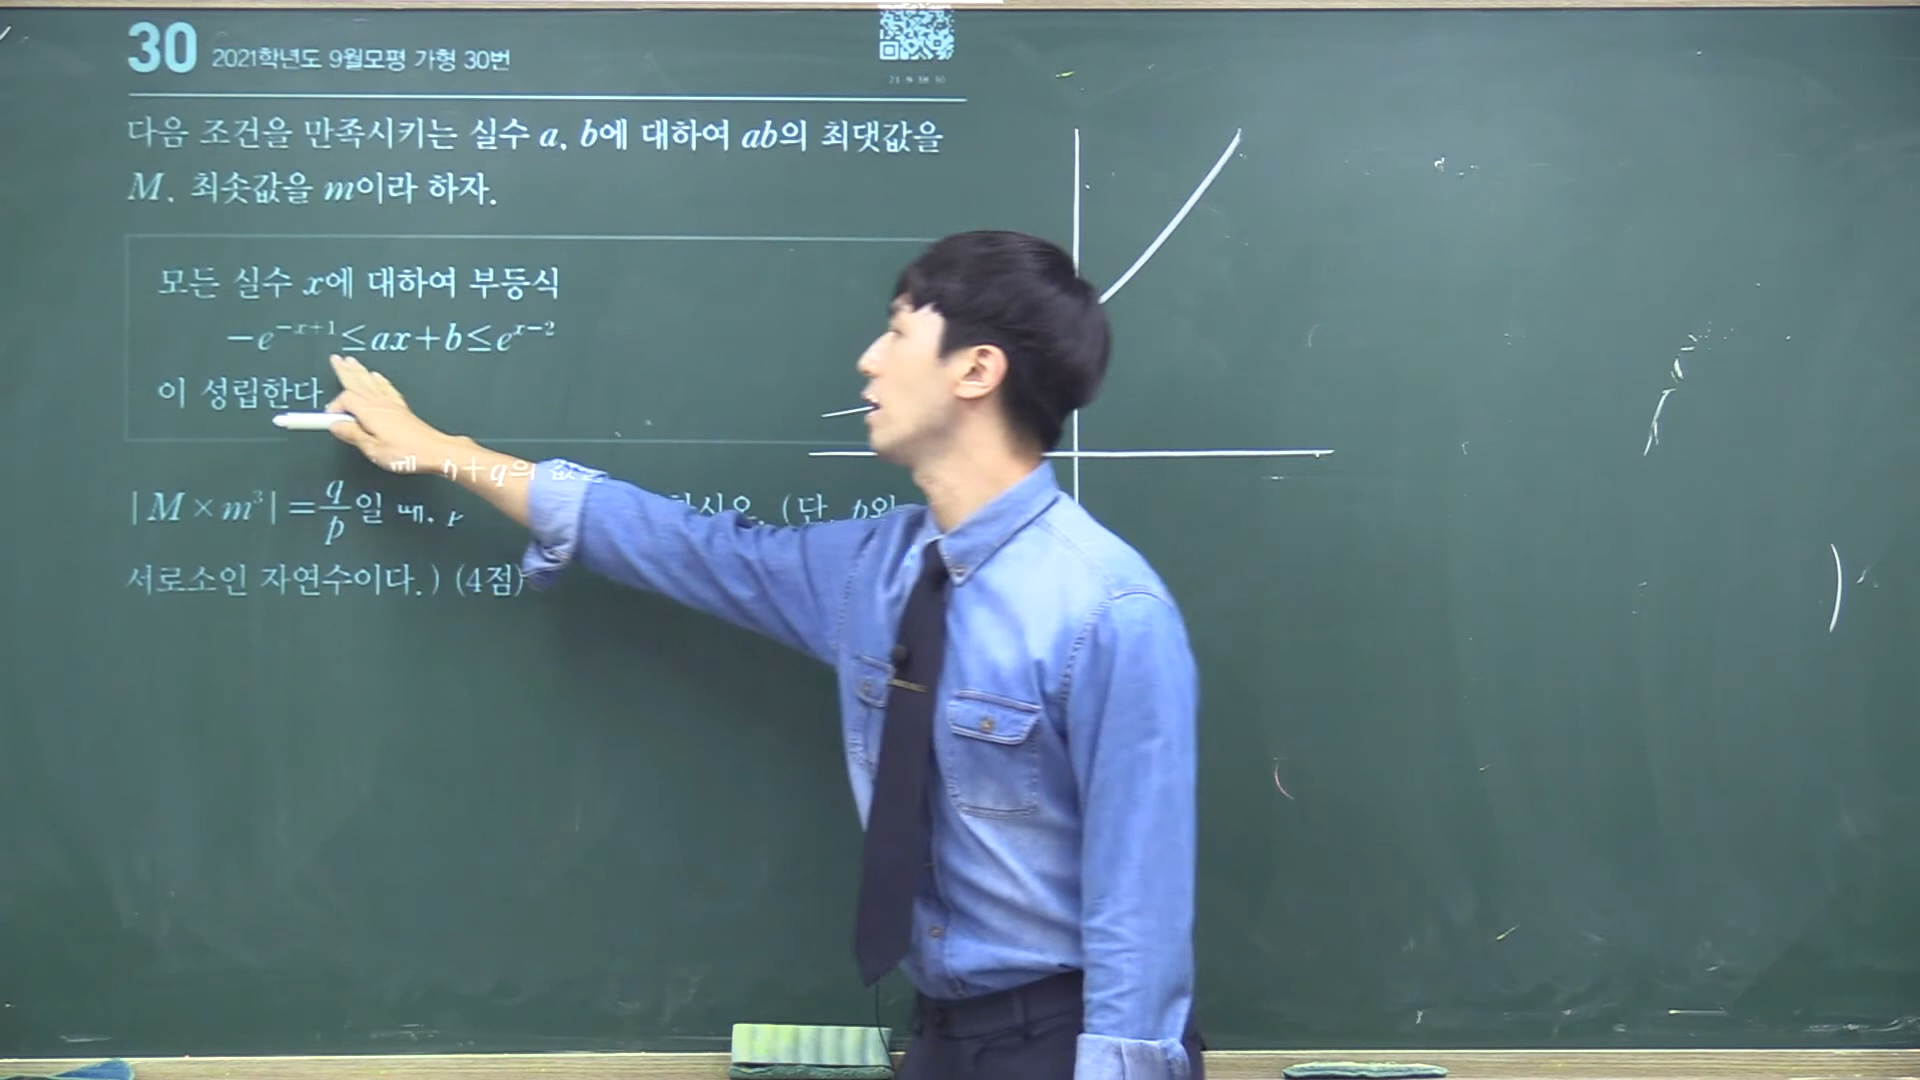 30 2021학년도 9월모평 가형 30번
다음 조건을 만족시키는 실수 a, b에 대하여 ab의 최댓값을
M, 최솟값을 m이라 하자.
모든 실수 x에 대하여 부등식
−e^{−x+1}≤ax+b≤e^{x−2}
이 성립한다
|M×m³|=q/p일 때, (단, p와
서로소인 자연수이다.) (4점)